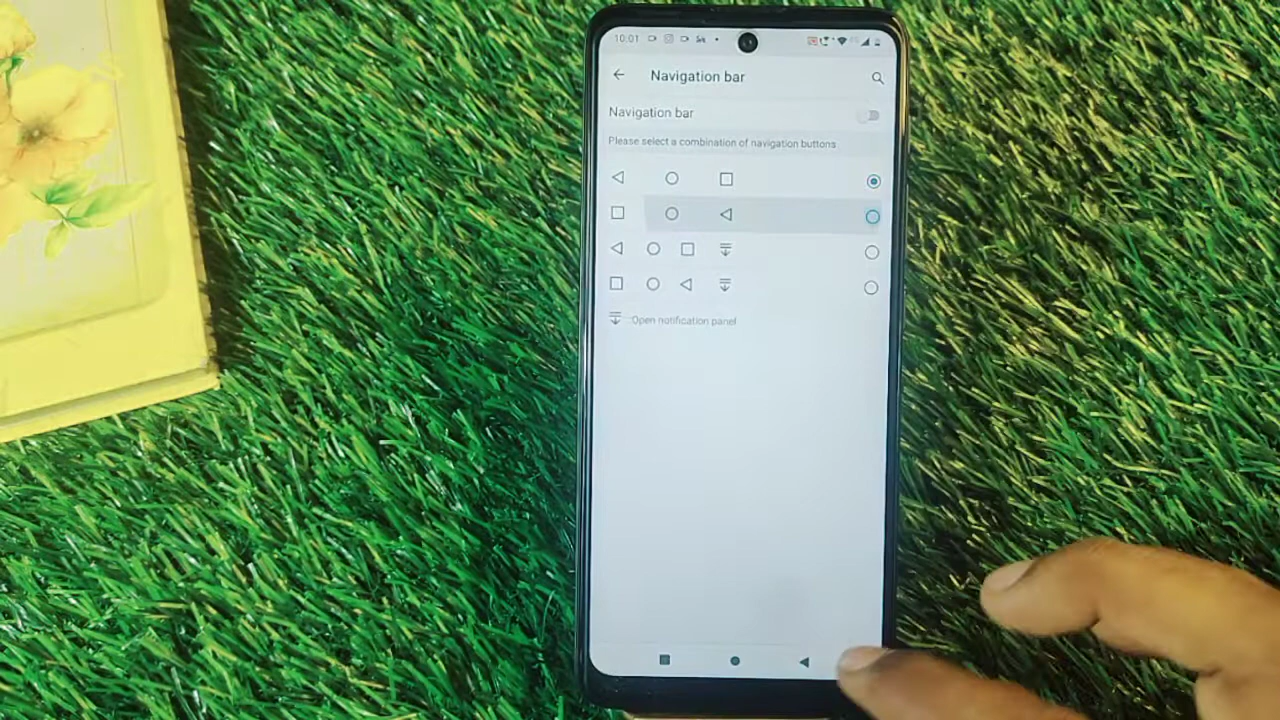 10:01
Navigation bar
Navigation bar
Please select a combination of navigation buttons
Open notification panel